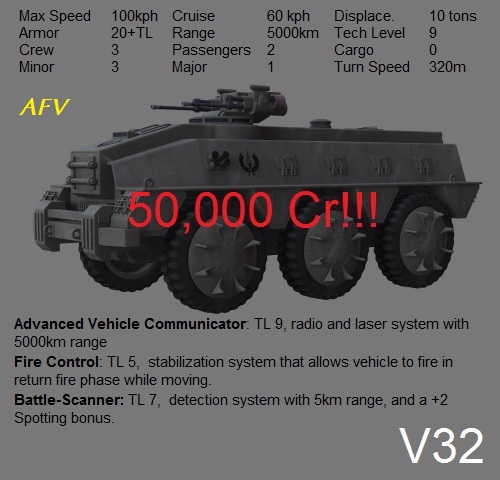 Max Speed 100kph Cruise 60 kph Displace. 10 tons
Armor 20+TL Range 5000km Tech Level 9
Crew 3 Passengers 2 Cargo 0
Minor 3 Major 1 Turn Speed 320m
AFV
50,000 Cr!!!
Advanced Vehicle Communicator: TL 9, radio and laser system with
5000km range
Fire Control: TL 5, stabilization system that allows vehicle to fire in
return fire phase while moving.
Battle-Scanner: TL 7, detection system with 5km range, and a +2
Spotting bonus.
V32